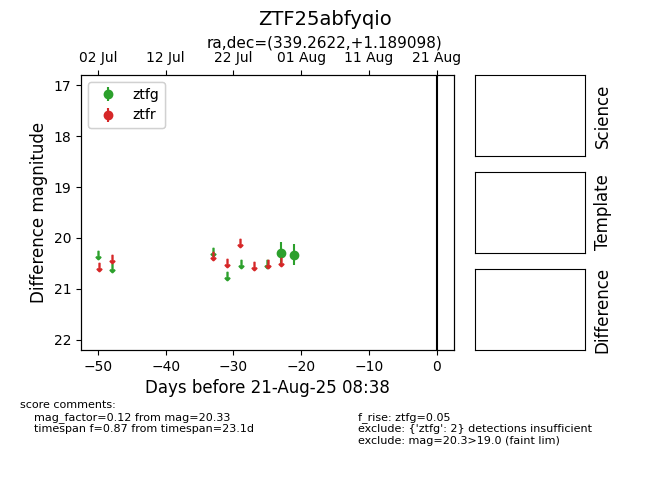 ZTF25abfyqio
ra,dec=(339.2622,+1.189098)
02 Jul 12 Jul 22 Jul 01 Aug 11 Aug 21 Aug
ztfg
ztfr
17
18
19
20
21
22
Difference magnitude
−50 −40 −30 −20 −10 0
Days before 21-Aug-25 08:38
Science
Template
Difference
score comments:
mag_factor=0.12 from mag=20.33
timespan f=0.87 from timespan=23.1d
f_rise: ztfg=0.05
exclude: {'ztfg': 2} detections insufficient
exclude: mag=20.3>19.0 (faint lim)